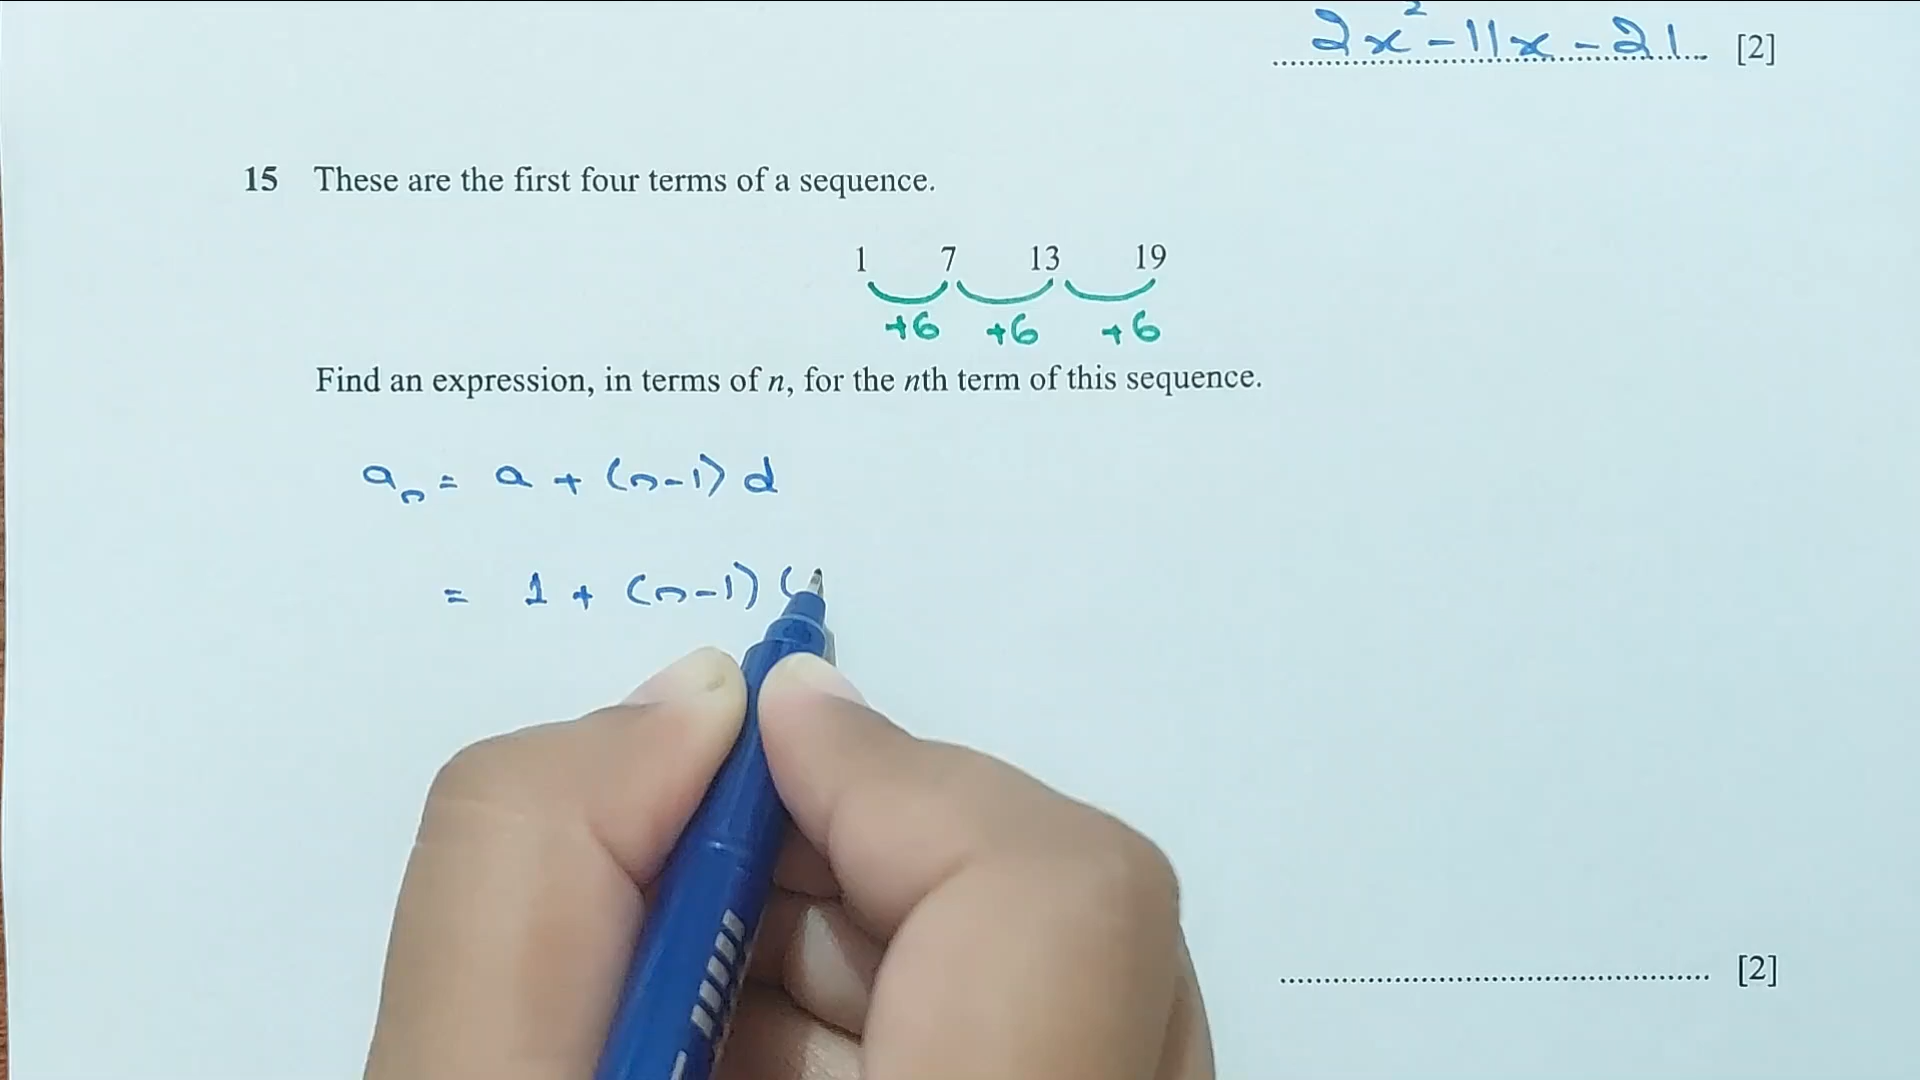 2x² - 11x - 21 [2]
15 These are the first four terms of a sequence.
1 7 13 19
+6 +6 +6
Find an expression, in terms of n, for the nth term of this sequence.
aₙ = a + (n-1) d
= 1 + (n-1) (
[2]